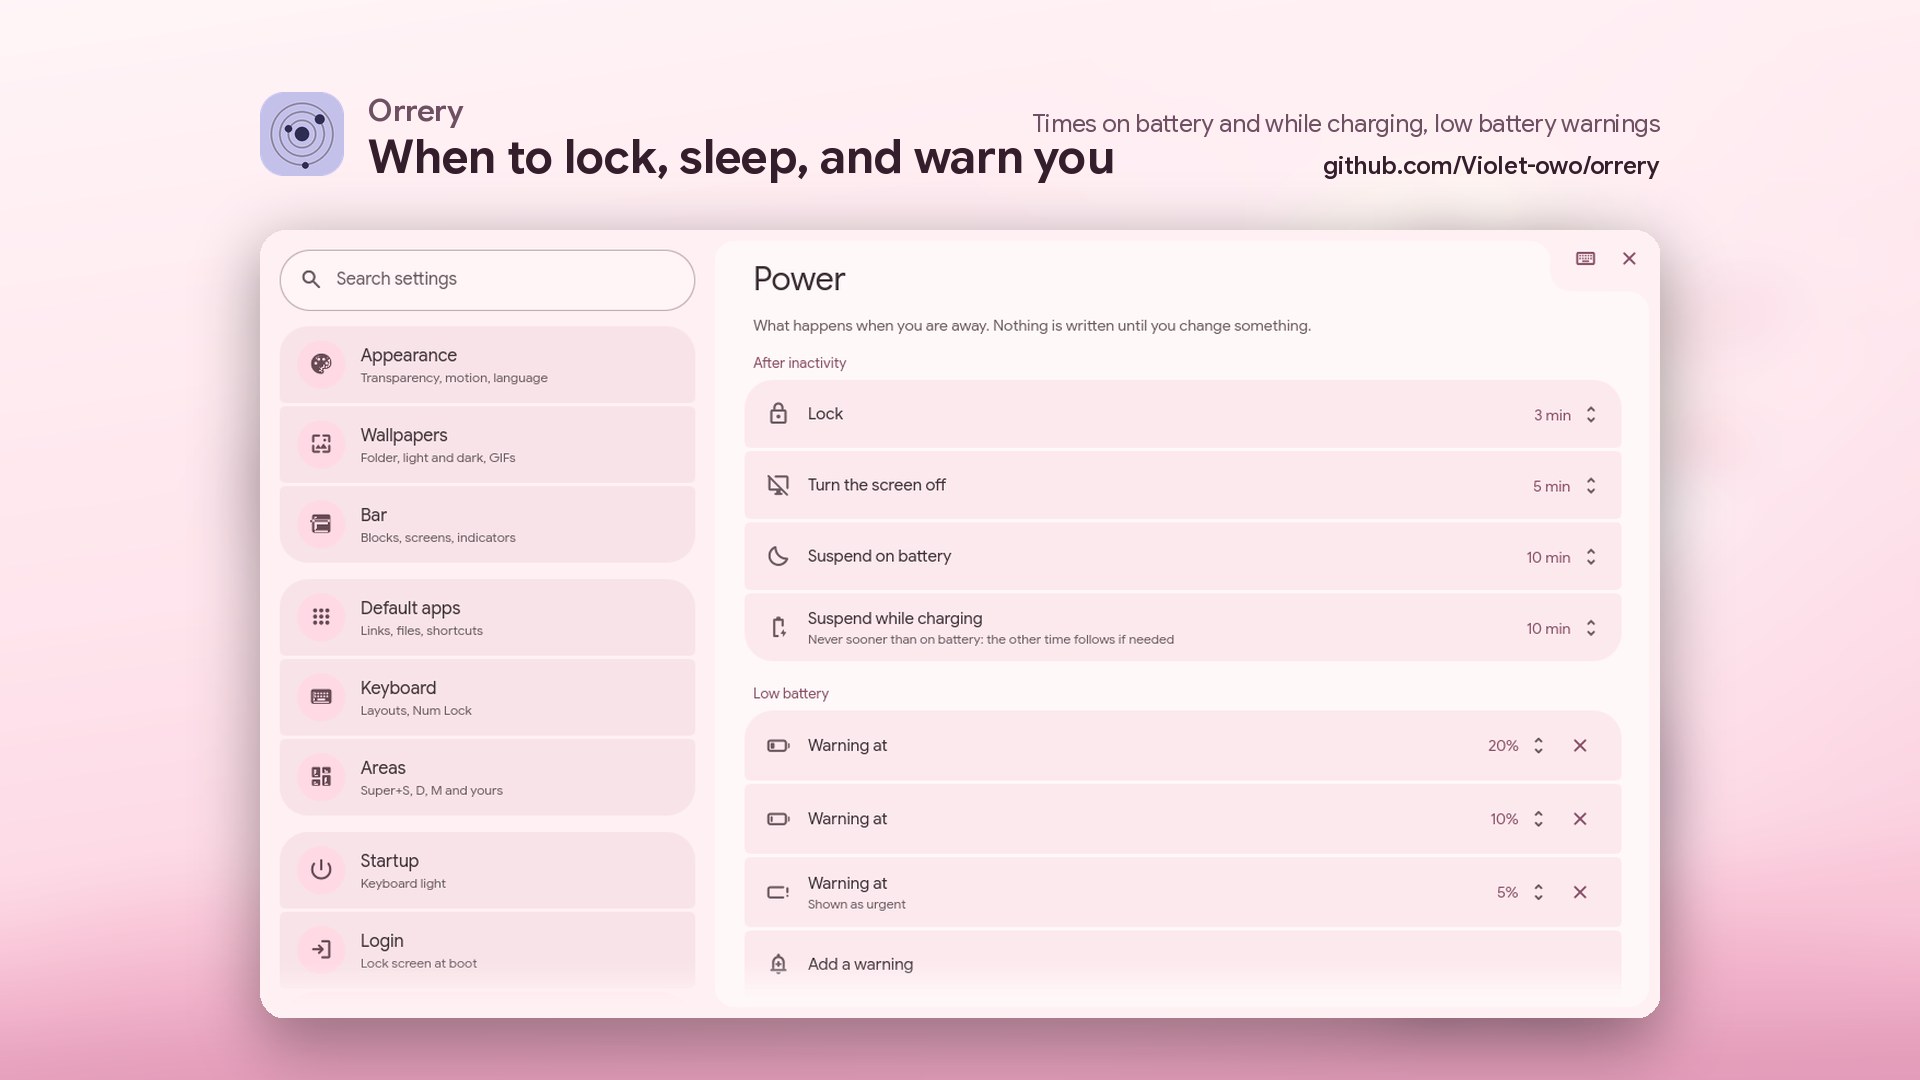 Orrery
When to lock, sleep, and warn you
Times on battery and while charging, low battery warnings
github.com/Violet-owo/orrery
Search settings
Appearance
Transparency, motion, language
Wallpapers
Folder, light and dark, GIFs
Bar
Blocks, screens, indicators
Default apps
Links, files, shortcuts
Keyboard
Layouts, Num Lock
Areas
Super+S, D, M and yours
Startup
Keyboard light
Login
Lock screen at boot
Power
What happens when you are away. Nothing is written until you change something.
After inactivity
Lock 3 min
Turn the screen off 5 min
Suspend on battery 10 min
Suspend while charging 10 min
Never sooner than on battery: the other time follows if needed
Low battery
Warning at 20%
Warning at 10%
Warning at 5%
Shown as urgent
Add a warning